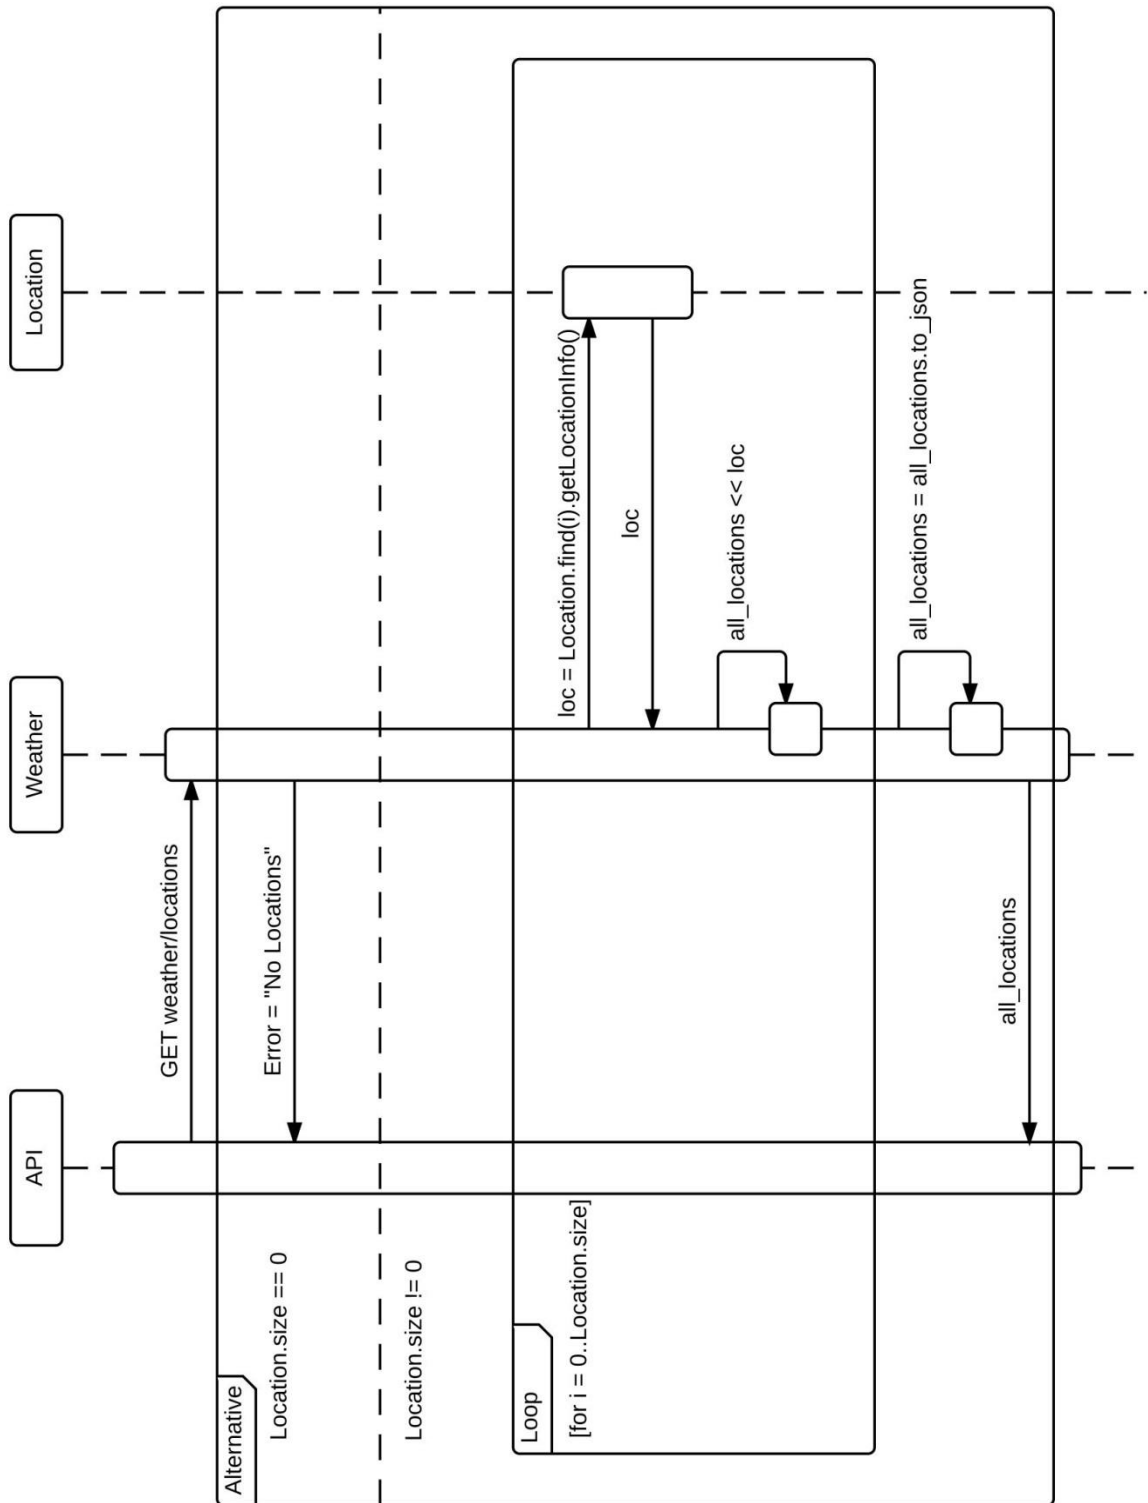 API
Weather
Location
GET weather/locations
Alternative
Location.size == 0
Error = "No Locations"
Location.size != 0
Loop
[for i = 0..Location.size]
loc = Location.find(i).getLocationInfo()
loc
all_locations << loc
all_locations = all_locations.to_json
all_locations